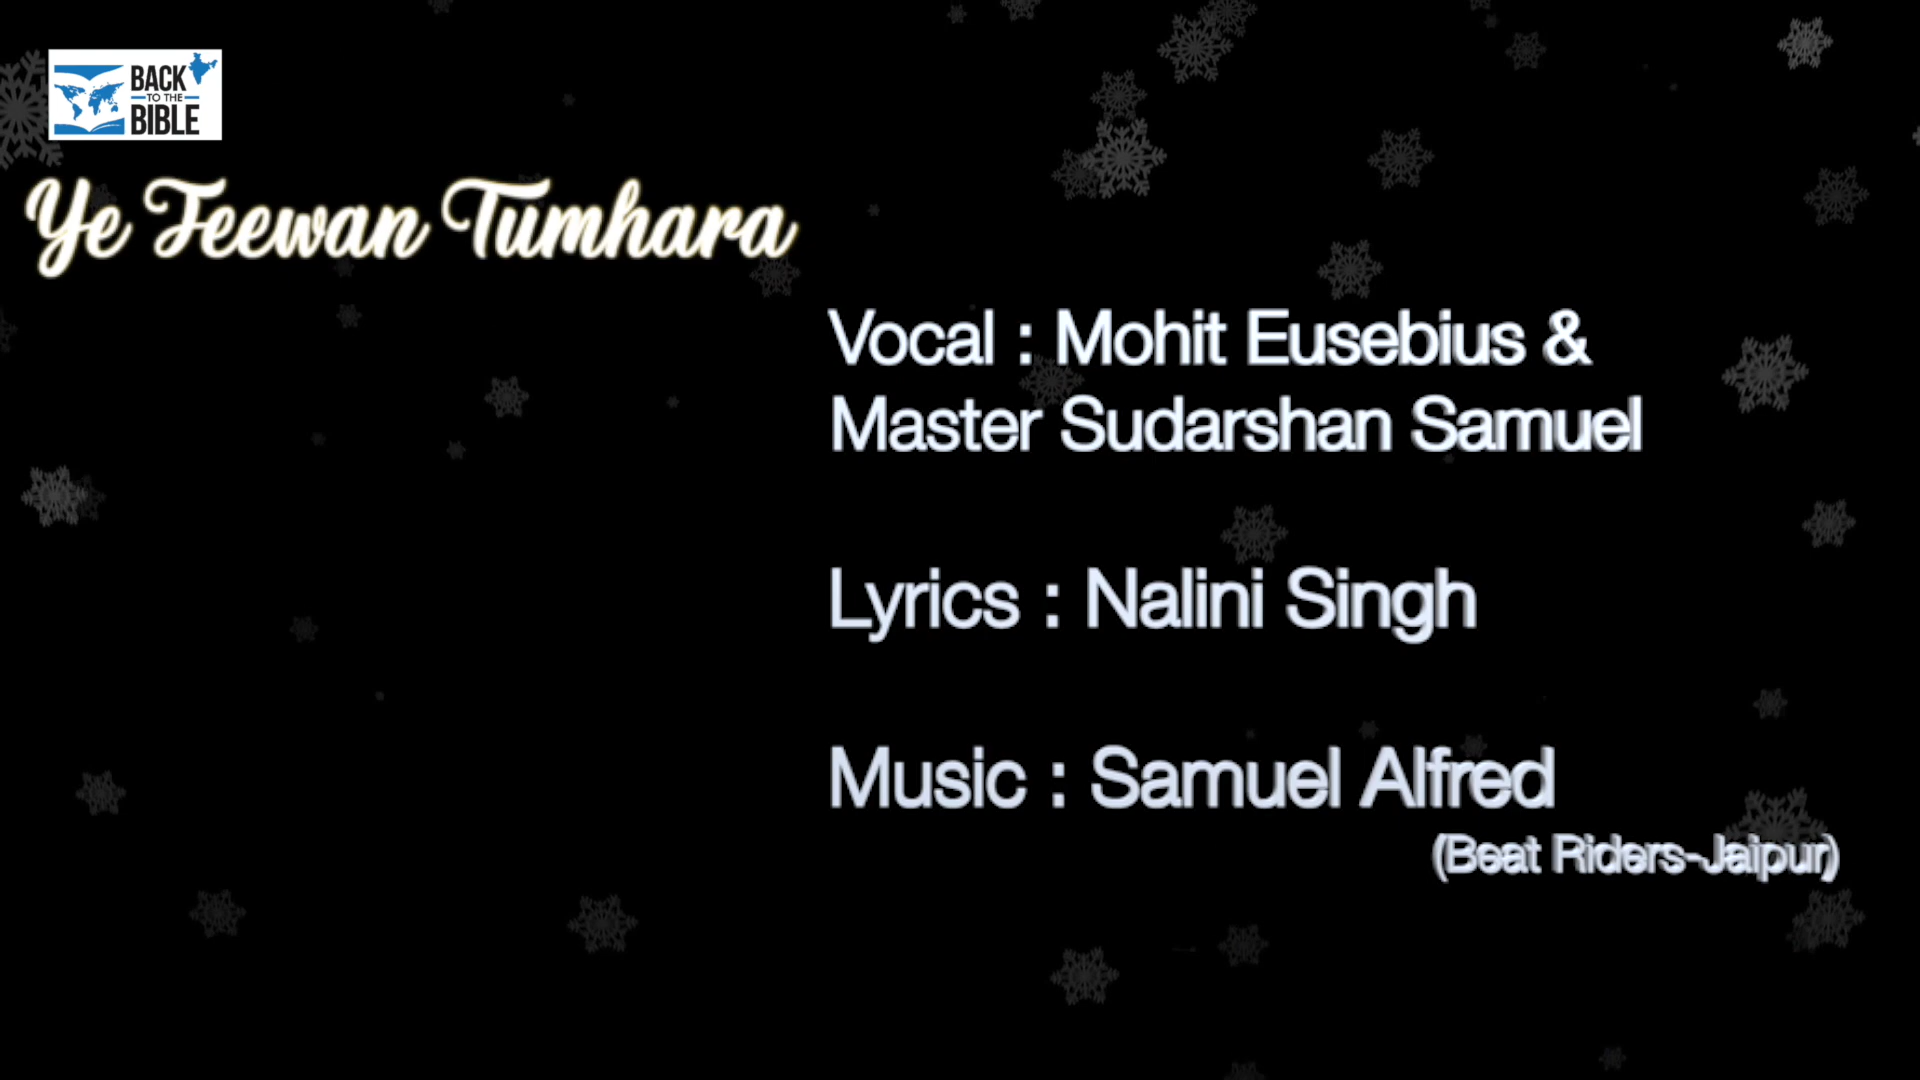 BACK
TO THE
BIBLE
Ye Jeewan Tumhara
Vocal : Mohit Eusebius &
Master Sudarshan Samuel
Lyrics : Nalini Singh
Music : Samuel Alfred
(Beat Riders-Jaipur)